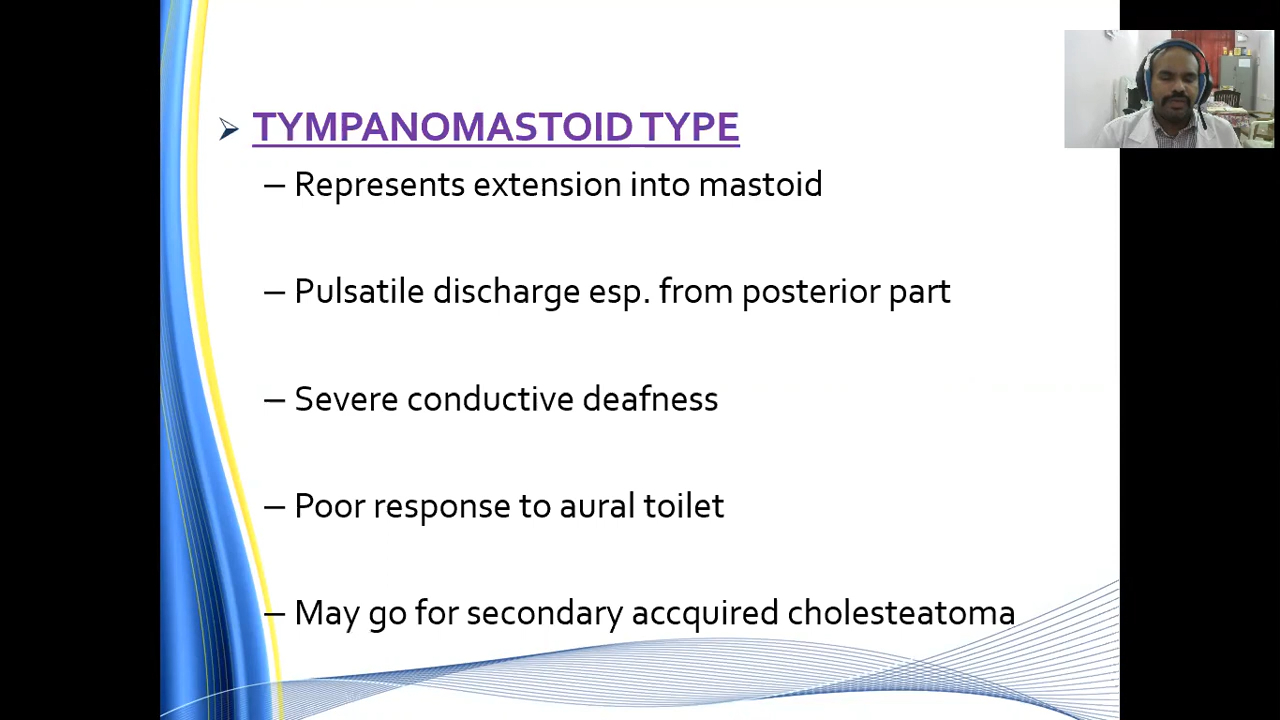 TYMPANOMASTOID TYPE
– Represents extension into mastoid
– Pulsatile discharge esp. from posterior part
– Severe conductive deafness
– Poor response to aural toilet
– May go for secondary accquired cholesteatoma